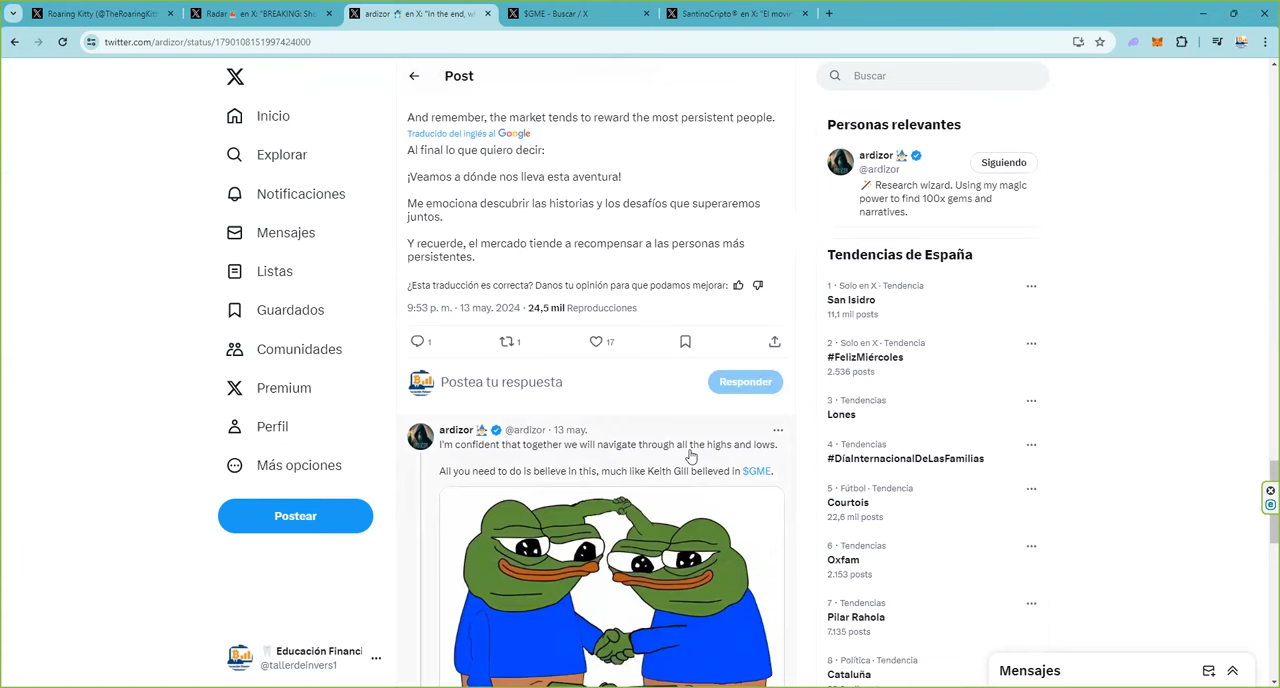 Roaring Kitty (@TheRoaringKitt
Radar🚨 en X: "BREAKING: Sho
ardizor 🧙 en X: "In the end, w
$GME - Buscar / X
SantinoCripto® en X: "El movir
twitter.com/ardizor/status/1790108151997424000
Post
Buscar
Inicio
Explorar
Notificaciones
Mensajes
Listas
Guardados
Comunidades
Premium
Perfil
Más opciones
Postear
Educación Financi
@tallerdeinvers1
And remember, the market tends to reward the most persistent people.
Traducido del inglés al Google
Al final lo que quiero decir:
¡Veamos a dónde nos lleva esta aventura!
Me emociona descubrir las historias y los desafíos que superaremos
juntos.
Y recuerde, el mercado tiende a recompensar a las personas más
persistentes.
¿Esta traducción es correcta? Danos tu opinión para que podamos mejorar:
9:53 p. m. · 13 may. 2024 · 24,5 mil Reproducciones
1
1
17
Postea tu respuesta
Responder
ardizor 🧙 @ardizor · 13 may.
I'm confident that together we will navigate through all the highs and lows.
All you need to do is believe in this, much like Keith Gill believed in $GME.
Personas relevantes
ardizor 🧙
@ardizor
Siguiendo
🪄 Research wizard. Using my magic
power to find 100x gems and
narratives.
Tendencias de España
1 · Solo en X · Tendencia
San Isidro
11,1 mil posts
2 · Solo en X · Tendencia
#FelizMiércoles
2.536 posts
3 · Tendencias
Lones
4 · Tendencias
#DíaInternacionalDeLasFamilias
5 · Fútbol · Tendencia
Courtois
22,6 mil posts
6 · Tendencias
Oxfam
2.153 posts
7 · Tendencias
Pilar Rahola
7.135 posts
8 · Política · Tendencia
Cataluña
Mensajes